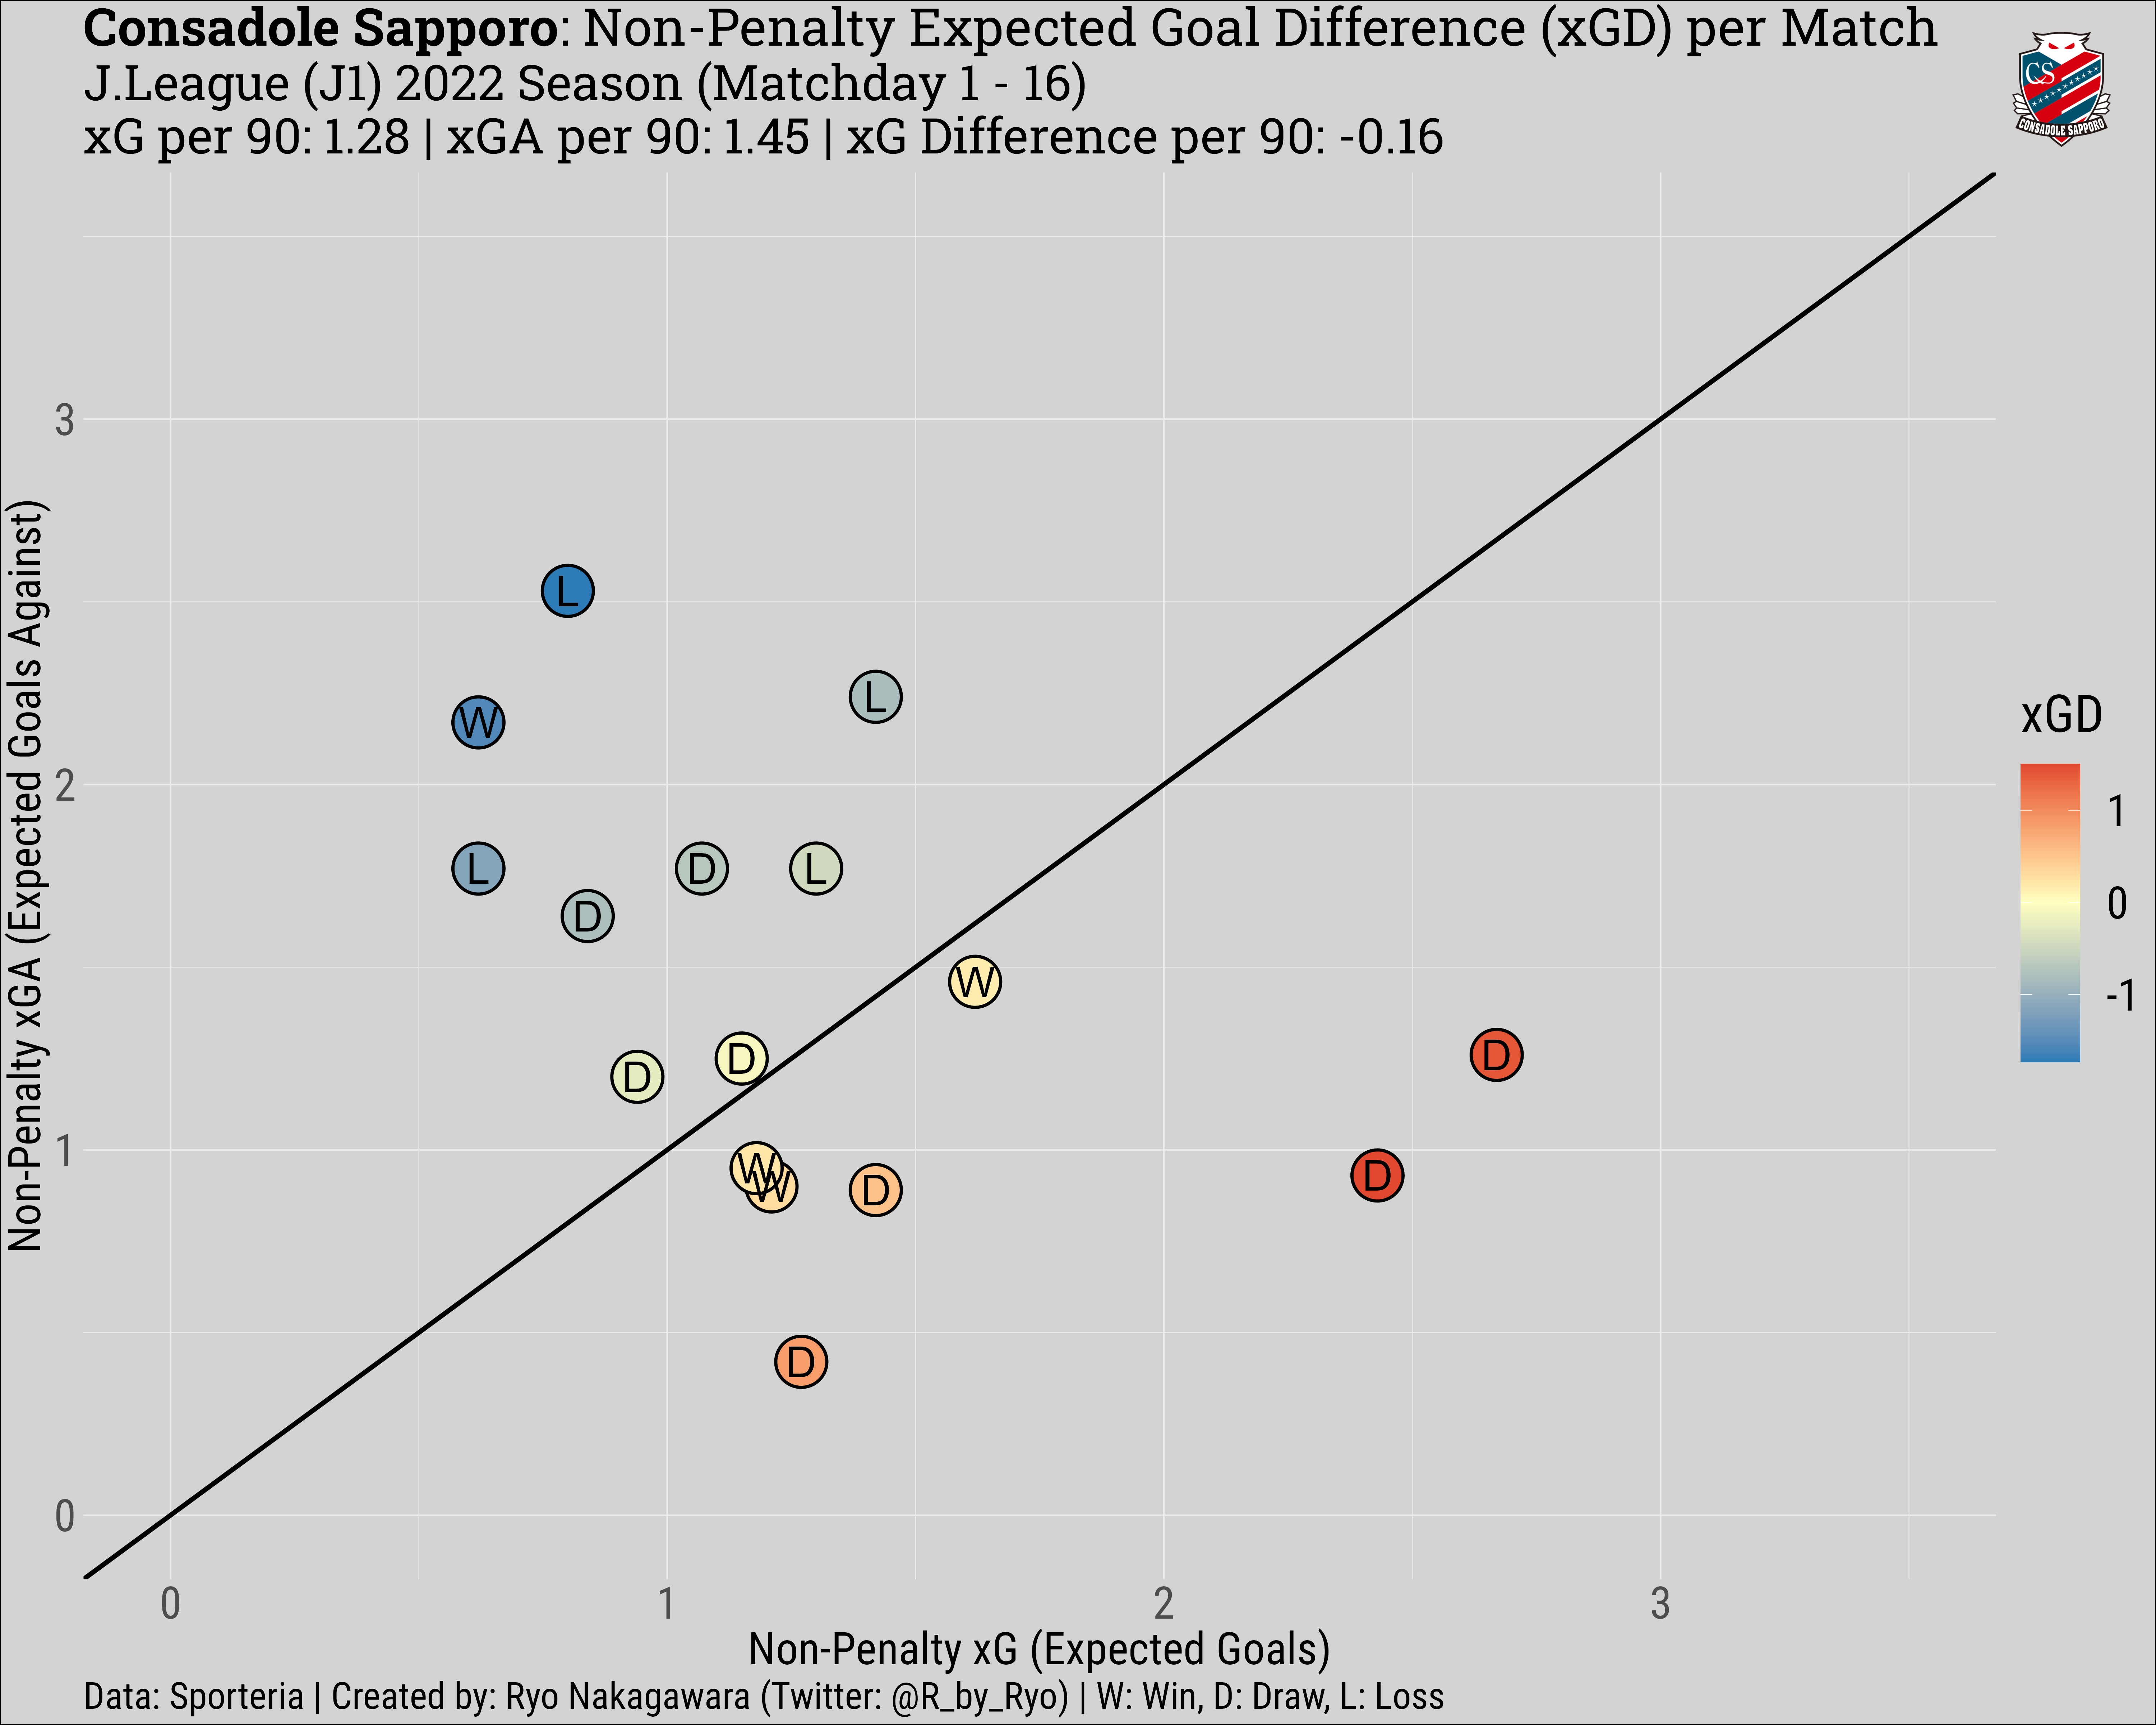 Consadole Sapporo: Non-Penalty Expected Goal Difference (xGD) per Match
J.League (J1) 2022 Season (Matchday 1 - 16)
xG per 90: 1.28 | xGA per 90: 1.45 | xG Difference per 90: -0.16
CS
CONSADOLE SAPPORO
Non-Penalty xGA (Expected Goals Against)
3
2
1
0
L
L
W
L
D
L
D
W
D
D
D
W
W
D
D
D
xGD
1
0
-1
0
1
2
3
Non-Penalty xG (Expected Goals)
Data: Sporteria | Created by: Ryo Nakagawara (Twitter: @R_by_Ryo) | W: Win, D: Draw, L: Loss